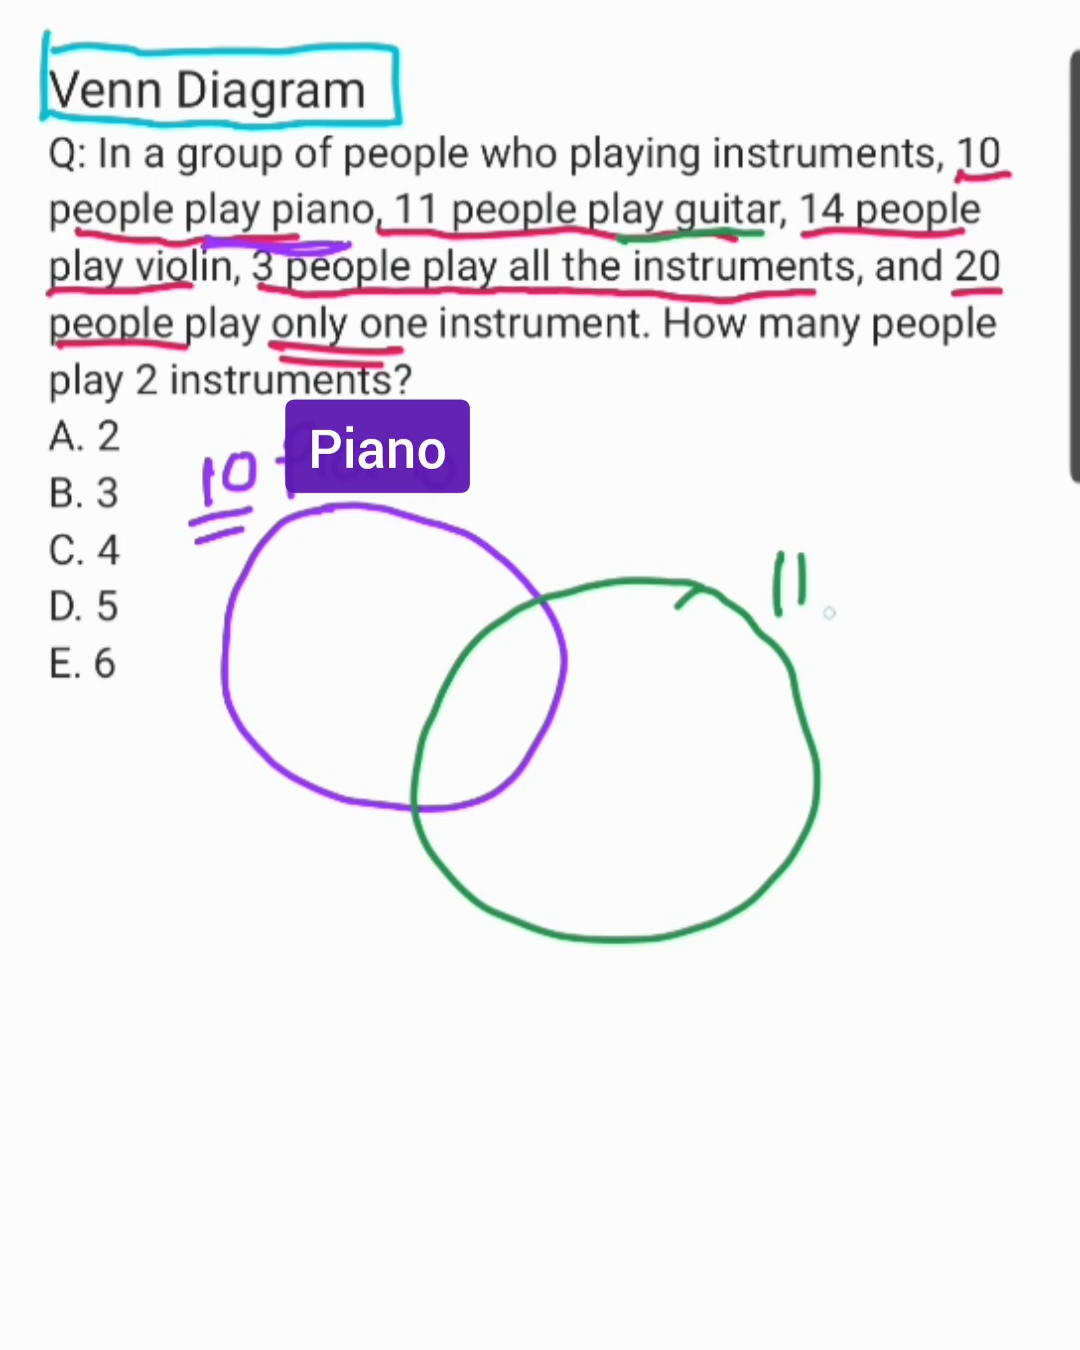 Venn Diagram
Q: In a group of people who playing instruments, 10
people play piano, 11 people play guitar, 14 people
play violin, 3 people play all the instruments, and 20
people play only one instrument. How many people
play 2 instruments?
A. 2
B. 3
C. 4
D. 5
E. 6
10
Piano
11